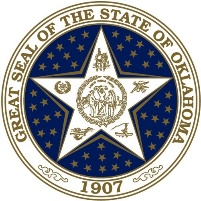 GREAT SEAL OF THE STATE OF OKLAHOMA
1907